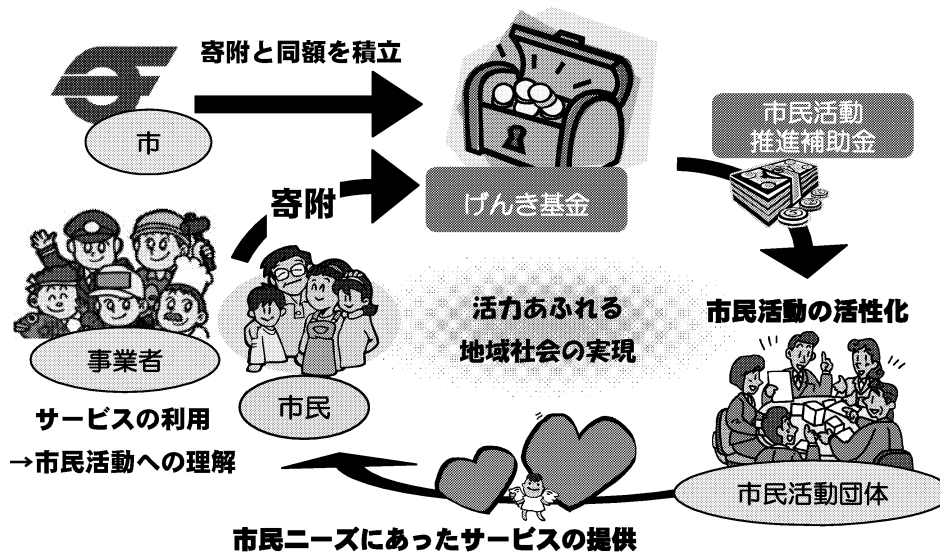 寄附と同額を積立
市
市民活動
推進補助金
寄附
げんき基金
活力あふれる
地域社会の実現
市民活動の活性化
事業者
市民
サービスの利用
→市民活動への理解
市民活動団体
市民ニーズにあったサービスの提供